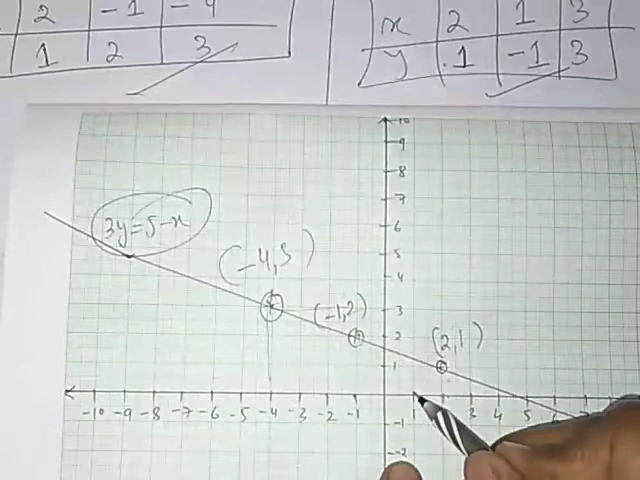 2 -1 -4
1 2 3
x 2 1 3
y 1 -1 3
10
9
8
7
6
5
4
3
2
1
3y=5-x
(-4,3)
(-1,2)
(2,1)
-10 -9 -8 -7 -6 -5 -4 -3 -2 -1 1 3 4 5 6 7
-1
-2